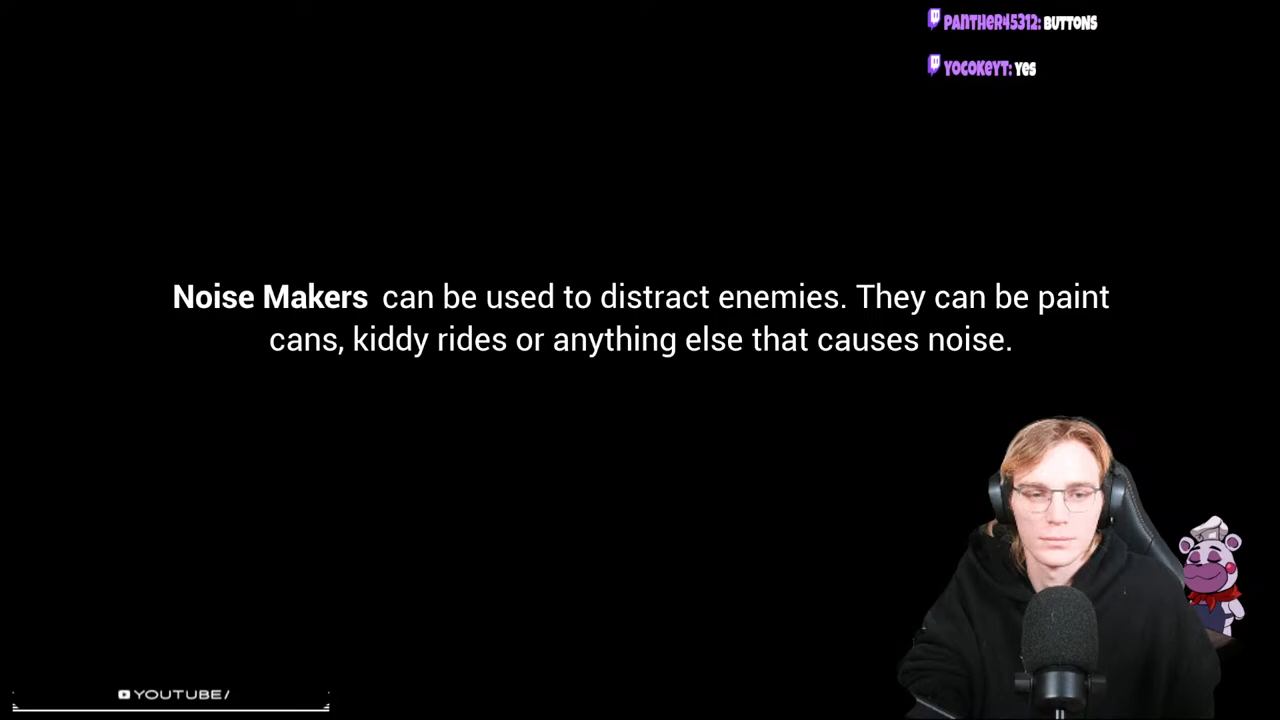 PANTHER45312: BUTTONS
YOCOKEYT: YES
Noise Makers can be used to distract enemies. They can be paint
cans, kiddy rides or anything else that causes noise.
YOUTUBE/